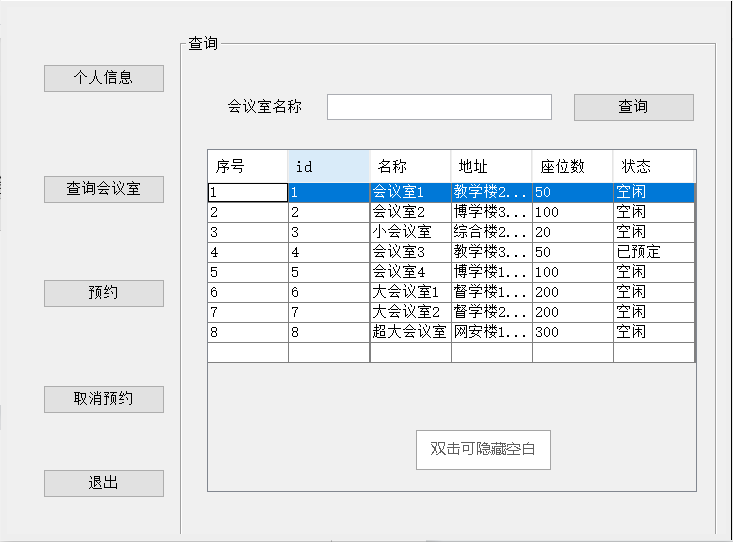 查询
个人信息
会议室名称 查询
查询会议室
预约
取消预约
退出
序号 id 名称 地址 座位数 状态
1 1 会议室1 教学楼2... 50 空闲
2 2 会议室2 博学楼3... 100 空闲
3 3 小会议室 综合楼2... 20 空闲
4 4 会议室3 教学楼3... 50 已预定
5 5 会议室4 博学楼1... 100 空闲
6 6 大会议室1 督学楼1... 200 空闲
7 7 大会议室2 督学楼2... 200 空闲
8 8 超大会议室 网安楼1... 300 空闲
双击可隐藏空白